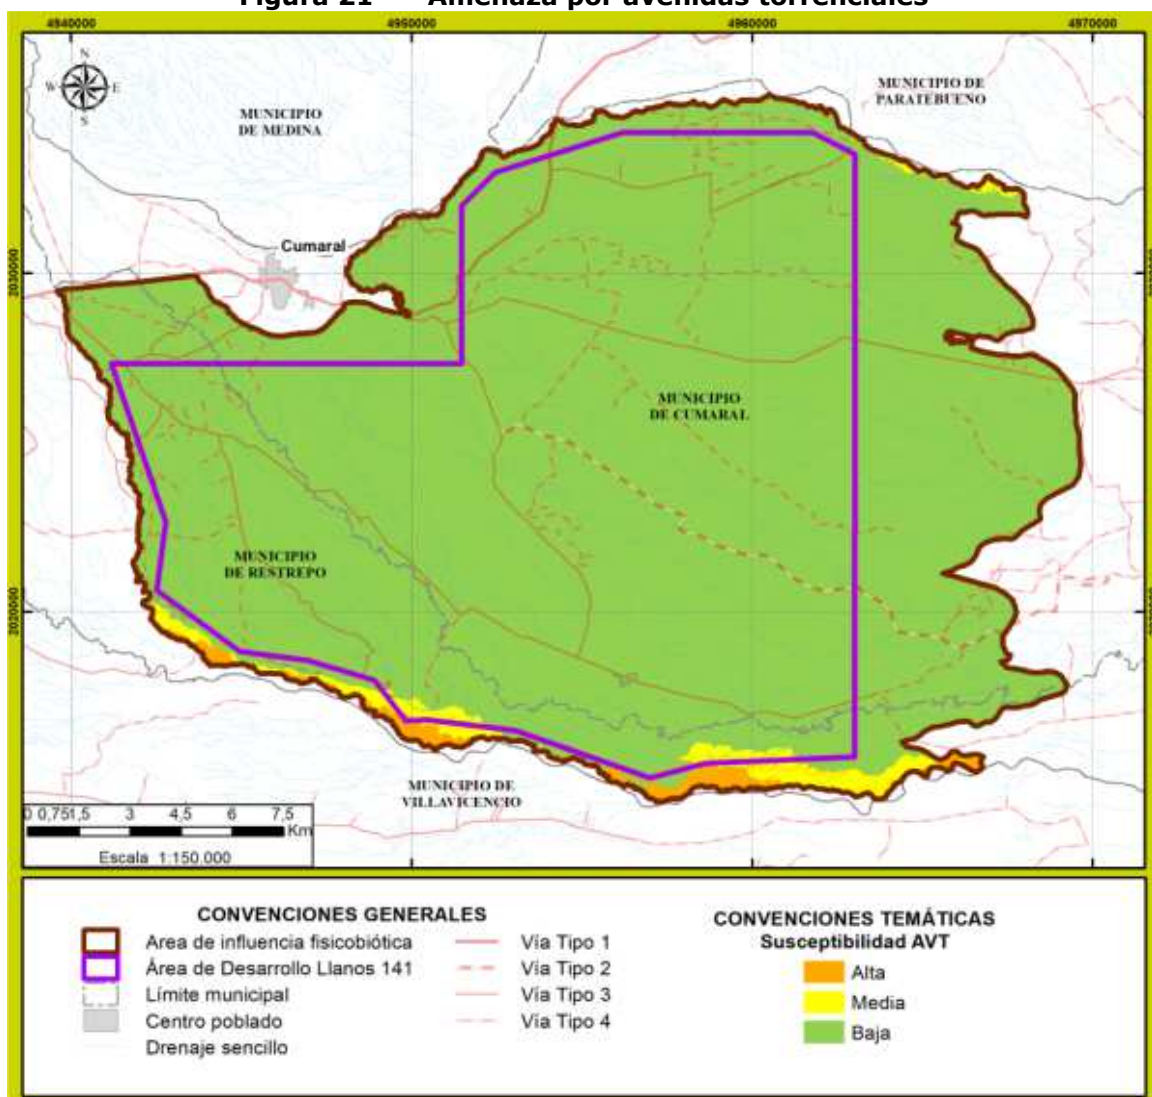 Figura 21 Amenaza por avenidas torrenciales
4940000 4950000 4960000 4970000
N
W E
S
MUNICIPIO
DE MEDINA
MUNICIPIO DE
PARATEBUENO
Cumaral
2030000
MUNICIPIO
DE CUMARAL
MUNICIPIO
DE RESTREPO
2020000
MUNICIPIO DE
VILLAVICENCIO
0 0,75 1,5 3 4,5 6 7,5
Km
Escala 1:150.000
CONVENCIONES GENERALES
Area de influencia fisicobiótica
Área de Desarrollo Llanos 141
Límite municipal
Centro poblado
Drenaje sencillo
Vía Tipo 1
Vía Tipo 2
Vía Tipo 3
Vía Tipo 4
CONVENCIONES TEMÁTICAS
Susceptibilidad AVT
Alta
Media
Baja